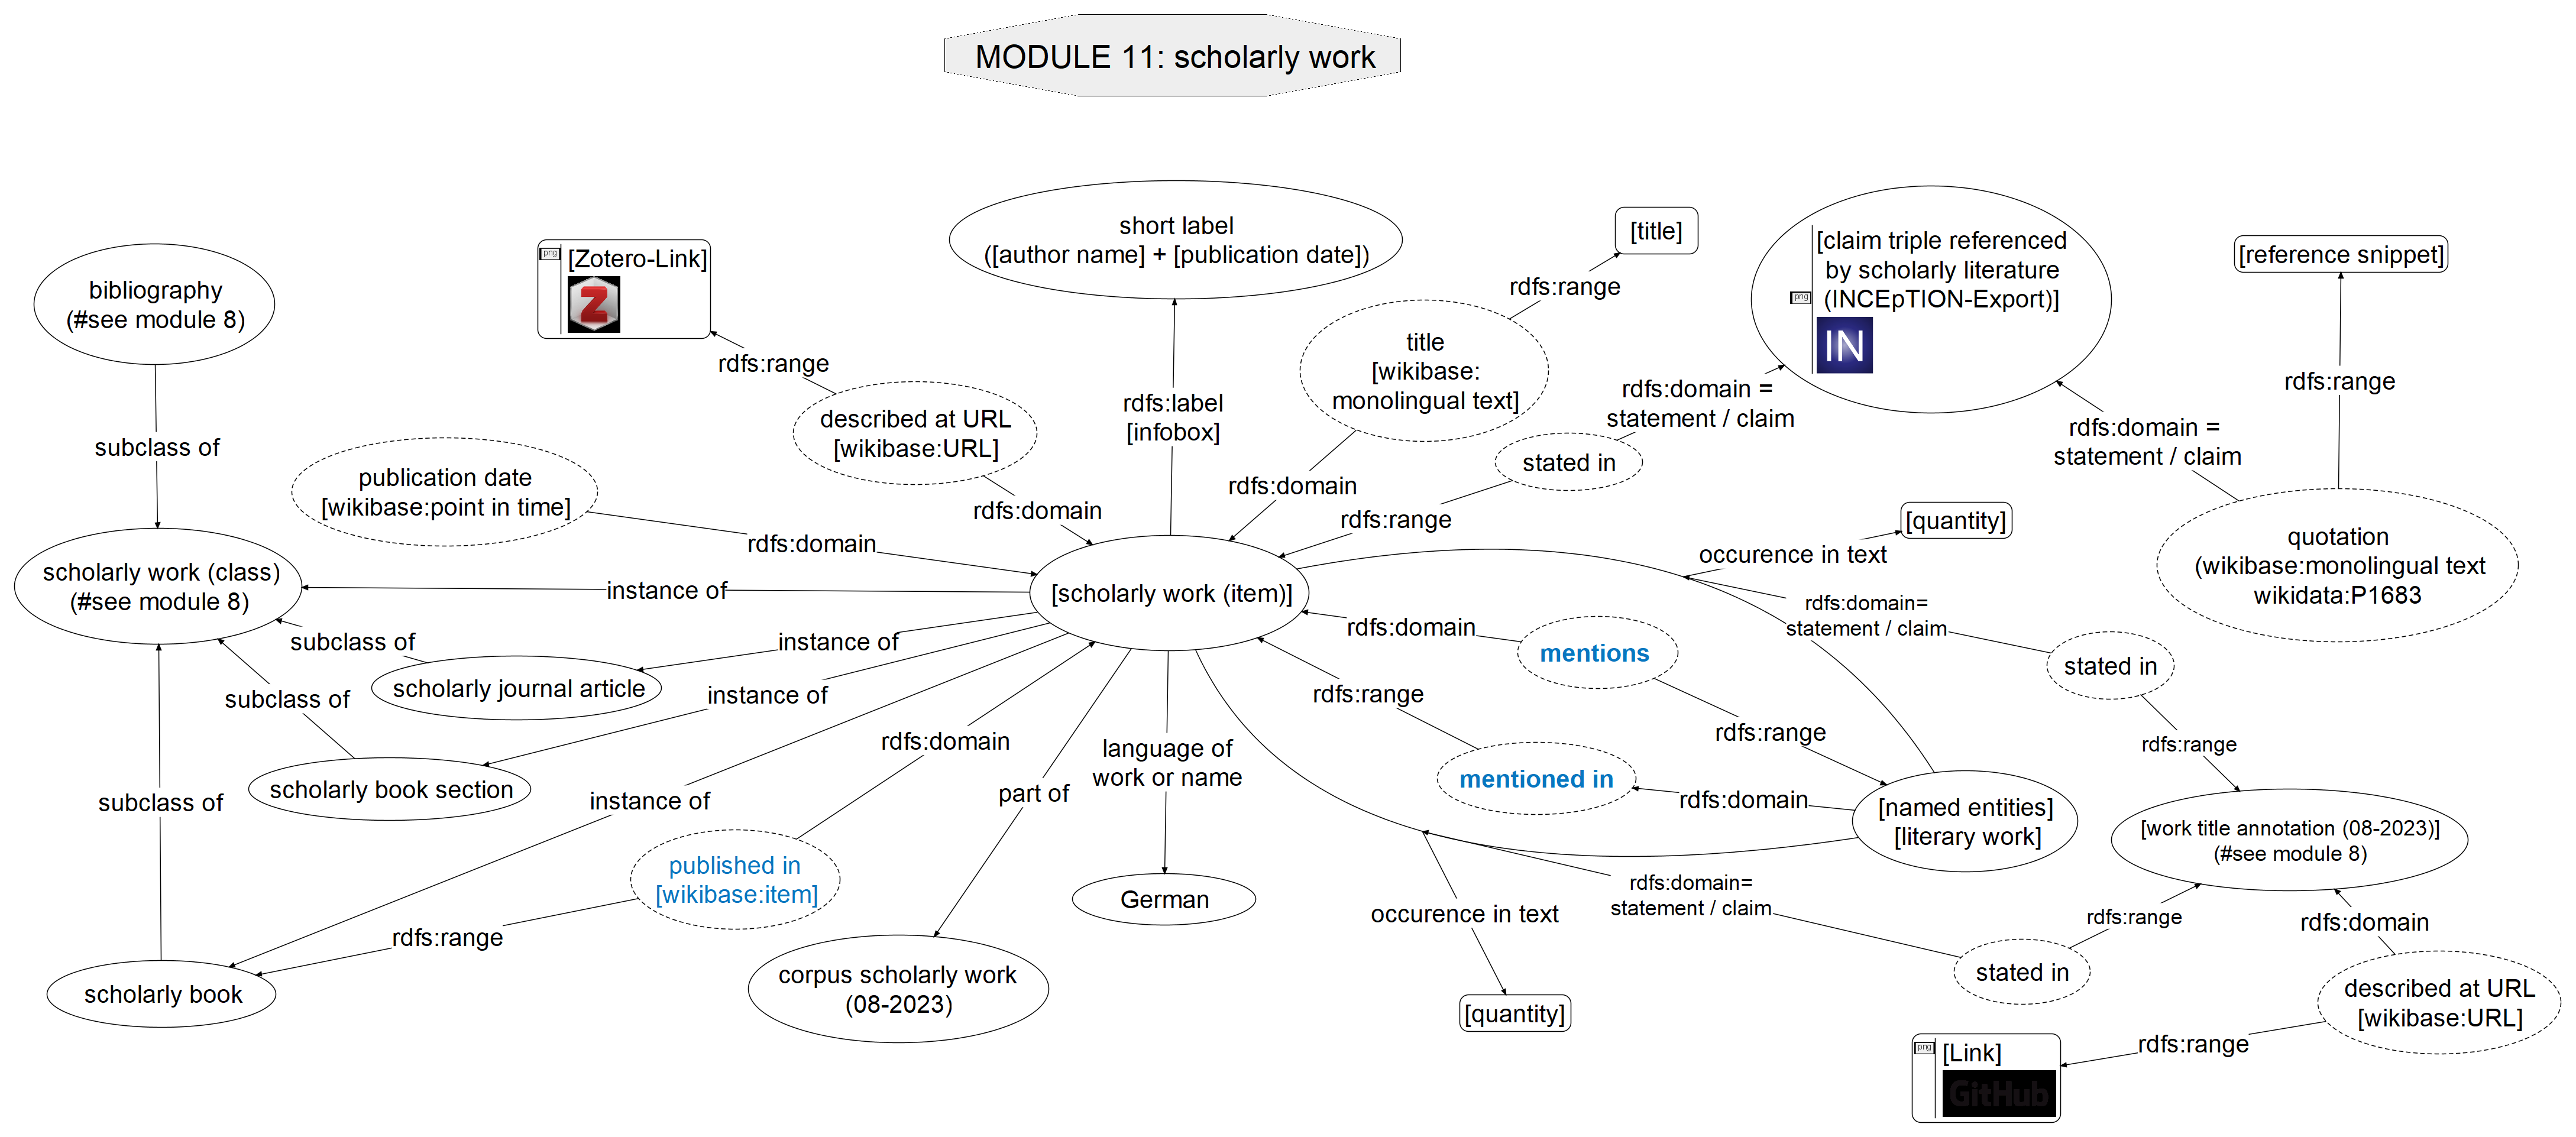 MODULE 11: scholarly work
short label
([author name] + [publication date])
[title]
[claim triple referenced
by scholarly literature
(INCEpTION-Export)]
png
IN
[reference snippet]
png
[Zotero-Link]
Z
bibliography
(#see module 8)
rdfs:range
rdfs:range
title
[wikibase:
monolingual text]
rdfs:range
rdfs:domain =
statement / claim
rdfs:label
[infobox]
described at URL
[wikibase:URL]
rdfs:domain =
statement / claim
subclass of
stated in
publication date
[wikibase:point in time]
rdfs:domain
rdfs:domain
rdfs:range
[quantity]
rdfs:domain
occurence in text
quotation
(wikibase:monolingual text
wikidata:P1683
scholarly work (class)
(#see module 8)
instance of
[scholarly work (item)]
rdfs:domain=
statement / claim
rdfs:domain
mentions
subclass of
instance of
stated in
scholarly journal article
subclass of
instance of
rdfs:range
rdfs:range
rdfs:domain
language of
work or name
rdfs:range
scholarly book section
mentioned in
rdfs:domain
[named entities]
[literary work]
subclass of
instance of
part of
[work title annotation (08-2023)]
(#see module 8)
published in
[wikibase:item]
German
rdfs:domain=
statement / claim
occurence in text
rdfs:range
rdfs:domain
rdfs:range
scholarly book
corpus scholarly work
(08-2023)
stated in
[quantity]
described at URL
[wikibase:URL]
rdfs:range
png
[Link]
GitHub